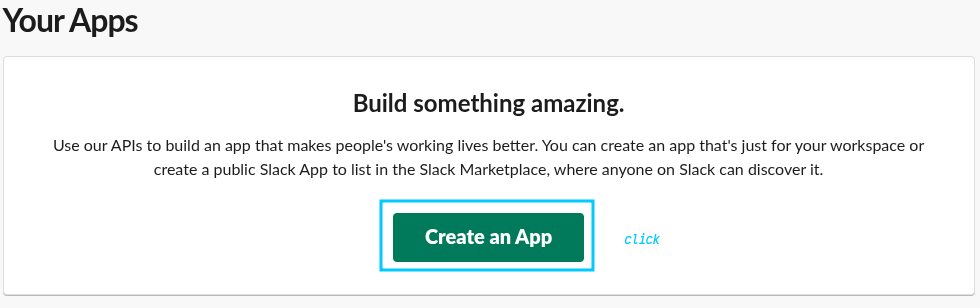 Your Apps
Build something amazing.
Use our APIs to build an app that makes people's working lives better. You can create an app that's just for your workspace or
create a public Slack App to list in the Slack Marketplace, where anyone on Slack can discover it.
Create an App
click